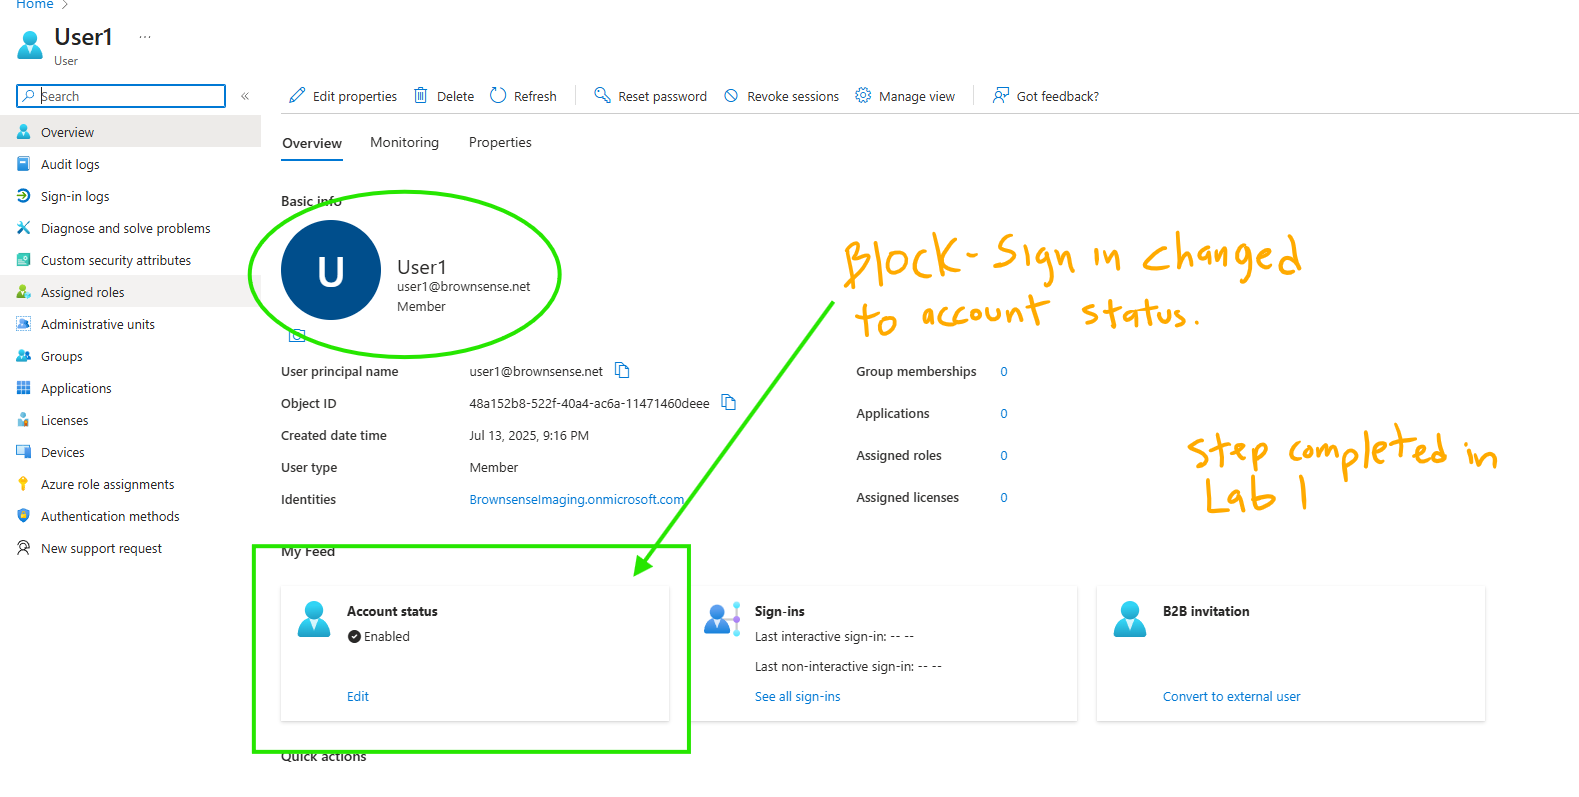 Home >
User1 ...
User
Search «
Edit properties Delete Refresh Reset password Revoke sessions Manage view Got feedback?
Overview
Audit logs
Sign-in logs
Diagnose and solve problems
Custom security attributes
Assigned roles
Administrative units
Groups
Applications
Licenses
Devices
Azure role assignments
Authentication methods
New support request
Overview Monitoring Properties
Basic info
U
User1
user1@brownsense.net
Member
Block-Sign in changed
to account status.
User principal name user1@brownsense.net
Object ID 48a152b8-522f-40a4-ac6a-11471460deee
Created date time Jul 13, 2025, 9:16 PM
User type Member
Identities BrownsenseImaging.onmicrosoft.com
Group memberships 0
Applications 0
Assigned roles 0
Assigned licenses 0
Step completed in
Lab 1
My Feed
Account status
Enabled
Edit
Sign-ins
Last interactive sign-in: -- --
Last non-interactive sign-in: -- --
See all sign-ins
B2B invitation
Convert to external user
Quick actions